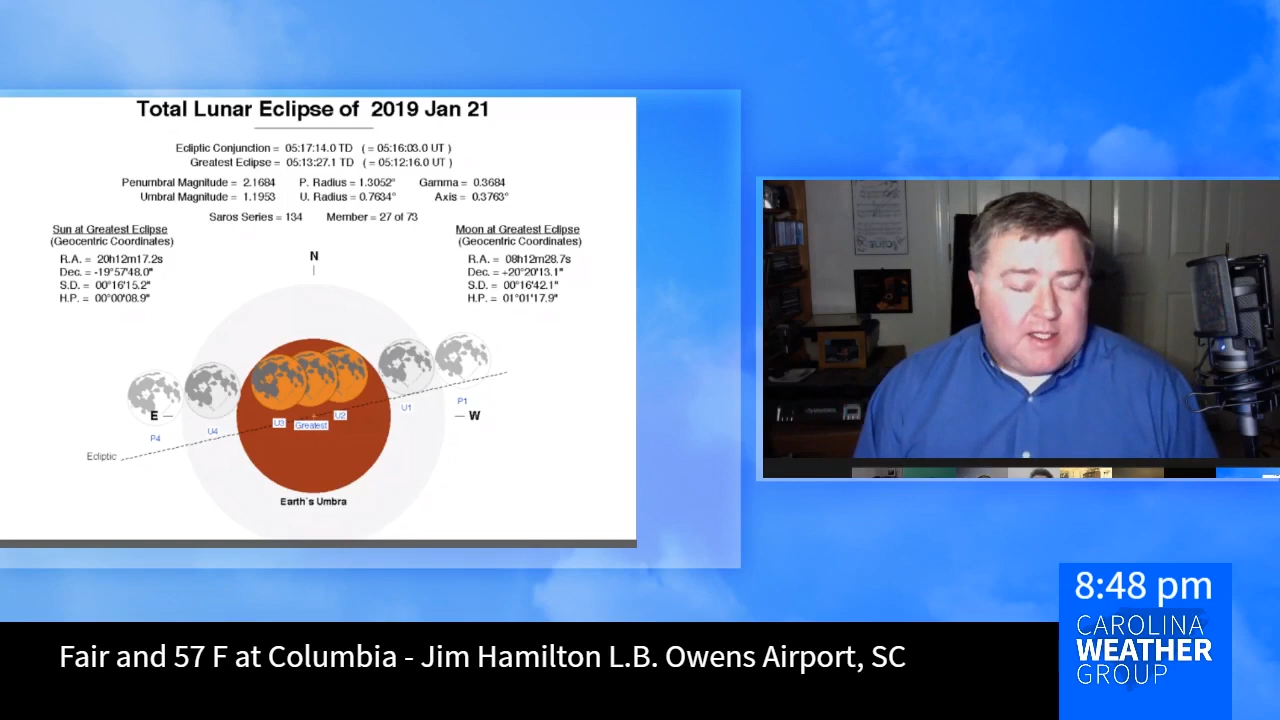 Total Lunar Eclipse of 2019 Jan 21
Ecliptic Conjunction = 05:17:14.0 TD ( = 05:16:03.0 UT )
Greatest Eclipse = 05:13:27.1 TD ( = 05:12:16.0 UT )
Penumbral Magnitude = 2.1684 P. Radius = 1.3052° Gamma = 0.3684
Umbral Magnitude = 1.1953 U. Radius = 0.7634° Axis = 0.3763°
Saros Series = 134 Member = 27 of 73
Sun at Greatest Eclipse
(Geocentric Coordinates)
R.A. = 20h12m17.2s
Dec. = -19°57'48.0"
S.D. = 00°16'15.2"
H.P. = 00°00'08.9"
Moon at Greatest Eclipse
(Geocentric Coordinates)
R.A. = 08h12m28.7s
Dec. = +20°20'13.1"
S.D. = 00°16'42.1"
H.P. = 01°01'17.9"
N
E
W
P4
U4
U3
Greatest
U2
U1
P1
Ecliptic
Earth's Umbra
8:48 pm
CAROLINA
WEATHER
GROUP
Fair and 57 F at Columbia - Jim Hamilton L.B. Owens Airport, SC